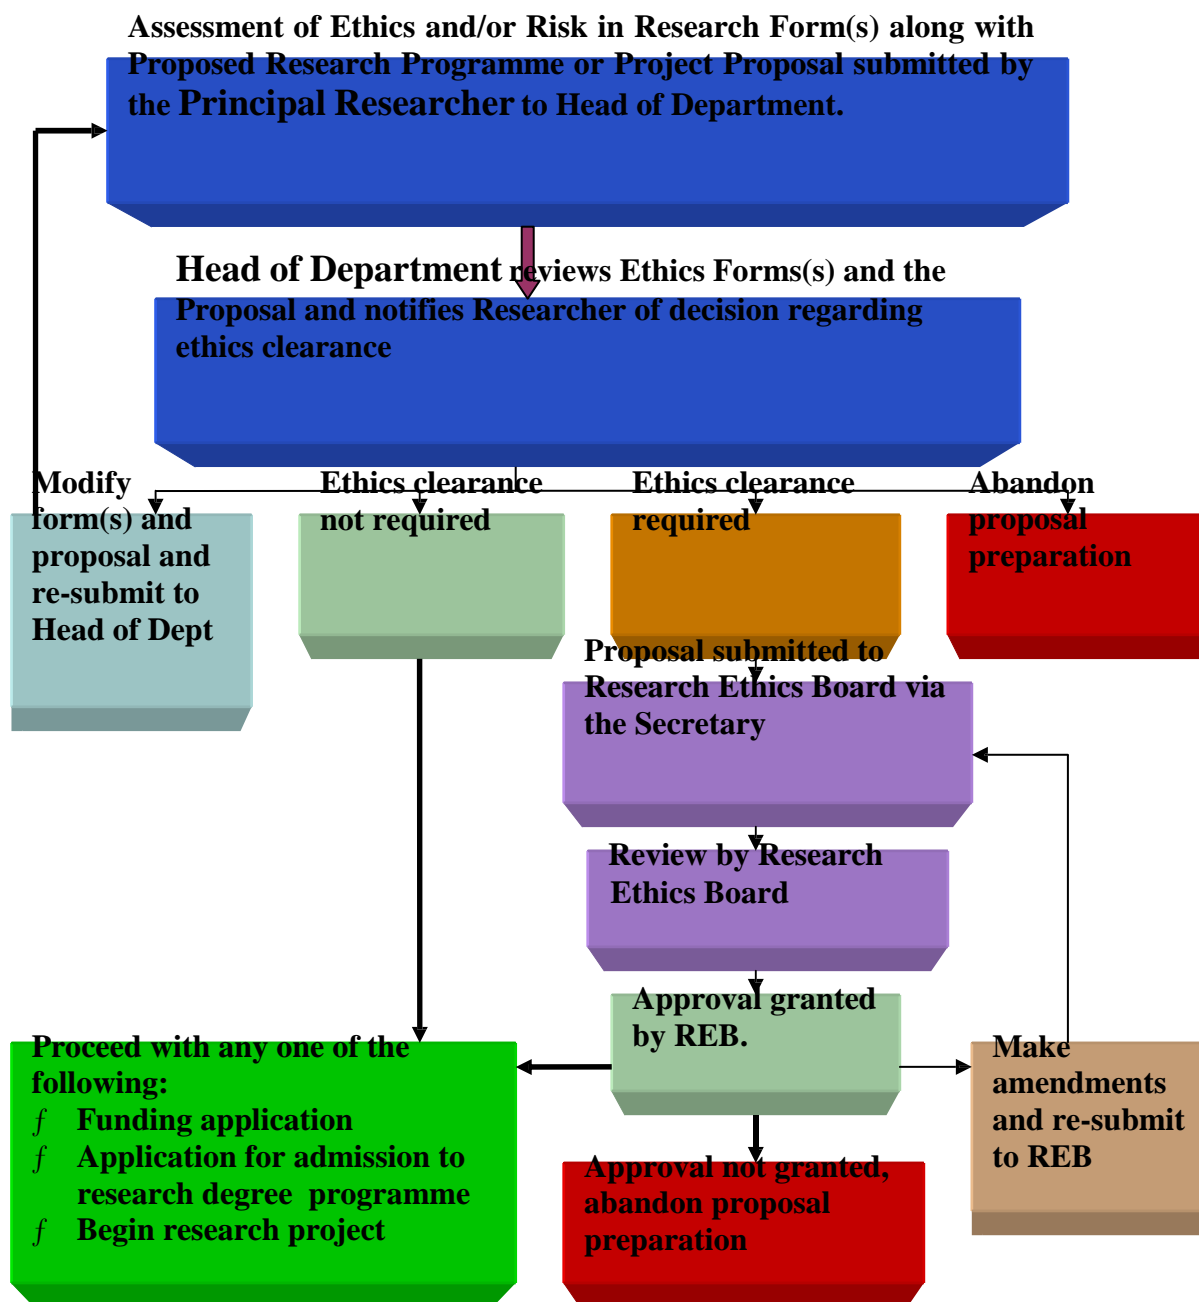 Assessment of Ethics and/or Risk in Research Form(s) along with
Proposed Research Programme or Project Proposal submitted by
the Principal Researcher to Head of Department.
Head of Department reviews Ethics Forms(s) and the
Proposal and notifies Researcher of decision regarding
ethics clearance
Modify
form(s) and
proposal and
re-submit to
Head of Dept
Ethics clearance
not required
Ethics clearance
required
Abandon
proposal
preparation
Proposal submitted to
Research Ethics Board via
the Secretary
Review by Research
Ethics Board
Approval granted
by REB.
Proceed with any one of the
following:
ƒ Funding application
ƒ Application for admission to
research degree programme
ƒ Begin research project
Make
amendments
and re-submit
to REB
Approval not granted,
abandon proposal
preparation